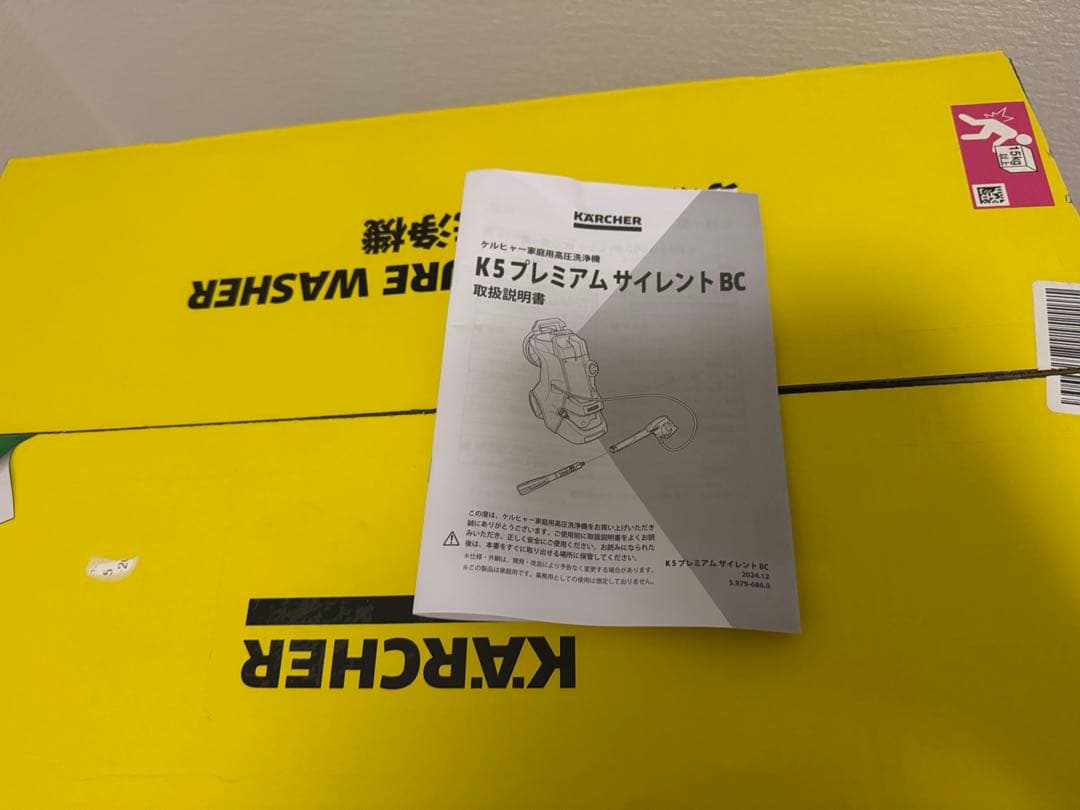 15kg
以上
浄機
URE WASHER
KÄRCHER
ケルヒャー家庭用高圧洗浄機
K 5 プレミアム サイレント BC
取扱説明書
KÄRCHER
この度は、ケルヒャー家庭用高圧洗浄機をお買い上げいただき
誠にありがとうございます。ご使用前に取扱説明書をよくお読
みいただき、正しく安全にご使用ください。お読みになられた
後は、本書をすぐに取り出せる場所に保管してください。
※仕様・外観は、開発・改良により予告なく変更する場合があります。
※この製品は家庭用です。業務用としての使用は想定しておりません。
K 5 プレミアム サイレント BC
2024.12
5.979-686.0
5
KÄRCHER